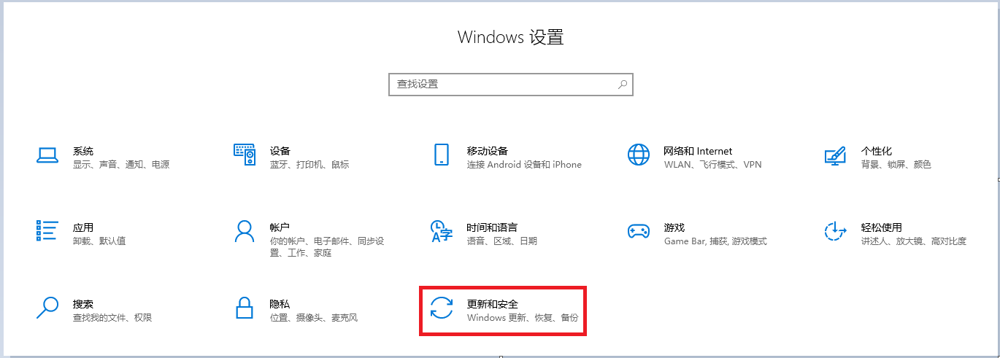 Windows 设置
查找设置
系统
显示、声音、通知、电源
设备
蓝牙、打印机、鼠标
移动设备
连接 Android 设备和 iPhone
网络和 Internet
WLAN、飞行模式、VPN
个性化
背景、锁屏、颜色
应用
卸载、默认值
帐户
你的帐户、电子邮件、同步设
置、工作、家庭
时间和语言
语音、区域、日期
游戏
Game Bar, 捕获, 游戏模式
轻松使用
讲述人、放大镜、高对比度
搜索
查找我的文件、权限
隐私
位置、摄像头、麦克风
更新和安全
Windows 更新、恢复、备份